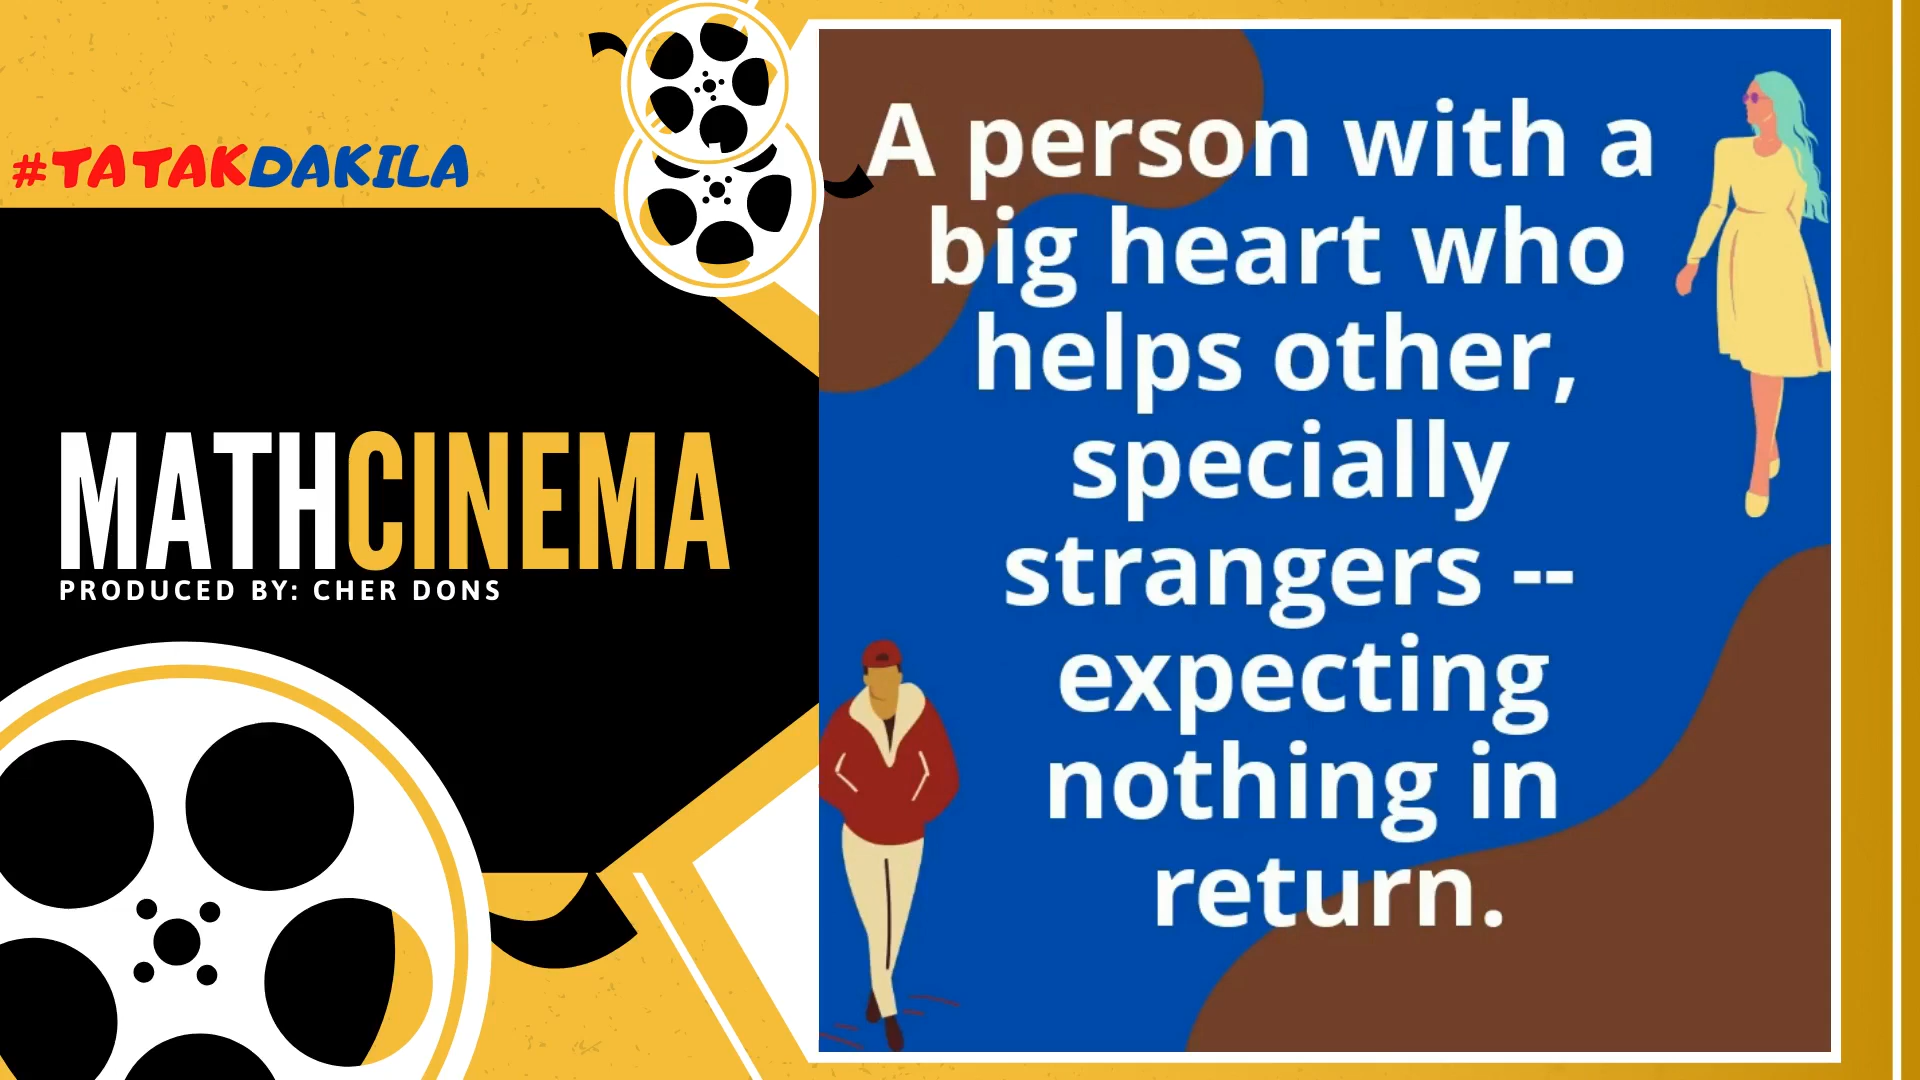 #TATAKDAKILA
MATHCINEMA
PRODUCED BY: CHER DONS
A person with a
big heart who
helps other,
specially
strangers --
expecting
nothing in
return.